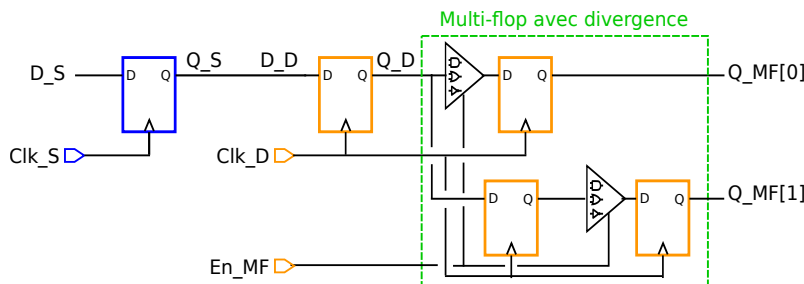 Multi-flop avec divergence
D_S
D Q
Q_S
D_D
D Q
Q_D
D Q
Q_MF[0]
Clk_S
Clk_D
D Q
D Q
Q_MF[1]
En_MF